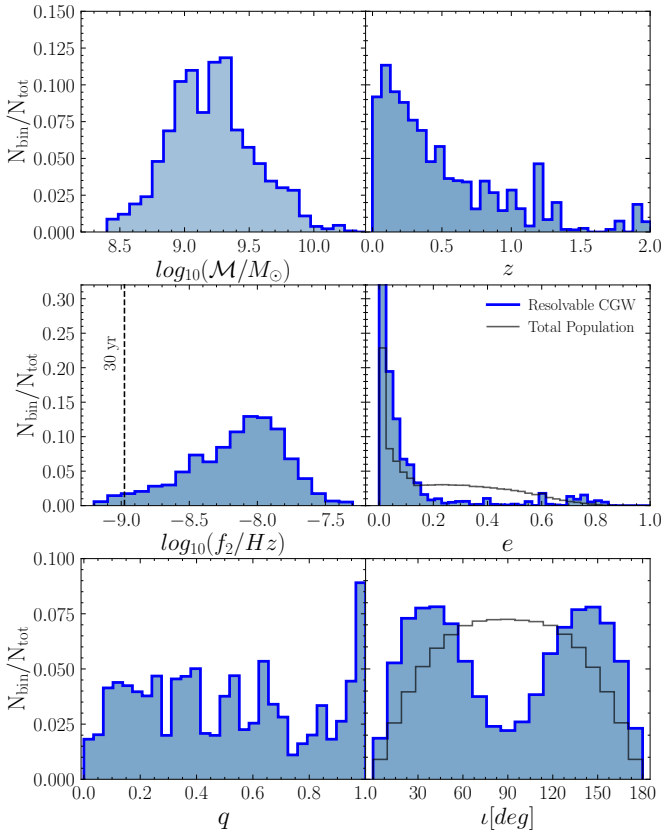 0.150
0.125
0.100
0.075
0.050
0.025
0.000
N_bin/N_tot
8.5 9.0 9.5 10.0
log_10(ℳ/M_⊙)
0.0 0.5 1.0 1.5 2.0
z
0.30
0.25
0.20
0.15
0.10
0.05
0.00
N_bin/N_tot
30 yr
−9.0 −8.5 −8.0 −7.5
log_10(f_2/Hz)
Resolvable CGW
Total Population
0.0 0.2 0.4 0.6 0.8 1.0
e
0.100
0.075
0.050
0.025
0.000
N_bin/N_tot
0.0 0.2 0.4 0.6 0.8 1.0
q
0 30 60 90 120 150 180
ι[deg]